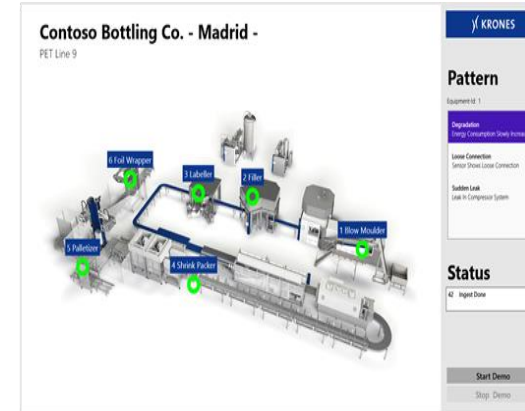 Contoso Bottling Co. - Madrid -
PET Line 9
6 Foil Wrapper
3 Labeller
2 Filler
1 Blow Moulder
5 Palletizer
4 Shrink Packer
KRONES
Pattern
Equipment Id: 1
Degradation
Energy Consumption Slowly
Loose Connection
Sensor Shows Loose Connection
Sudden Leak
Leak In Compressor System
Status
42 Ingest Done
Start Demo
Stop Demo